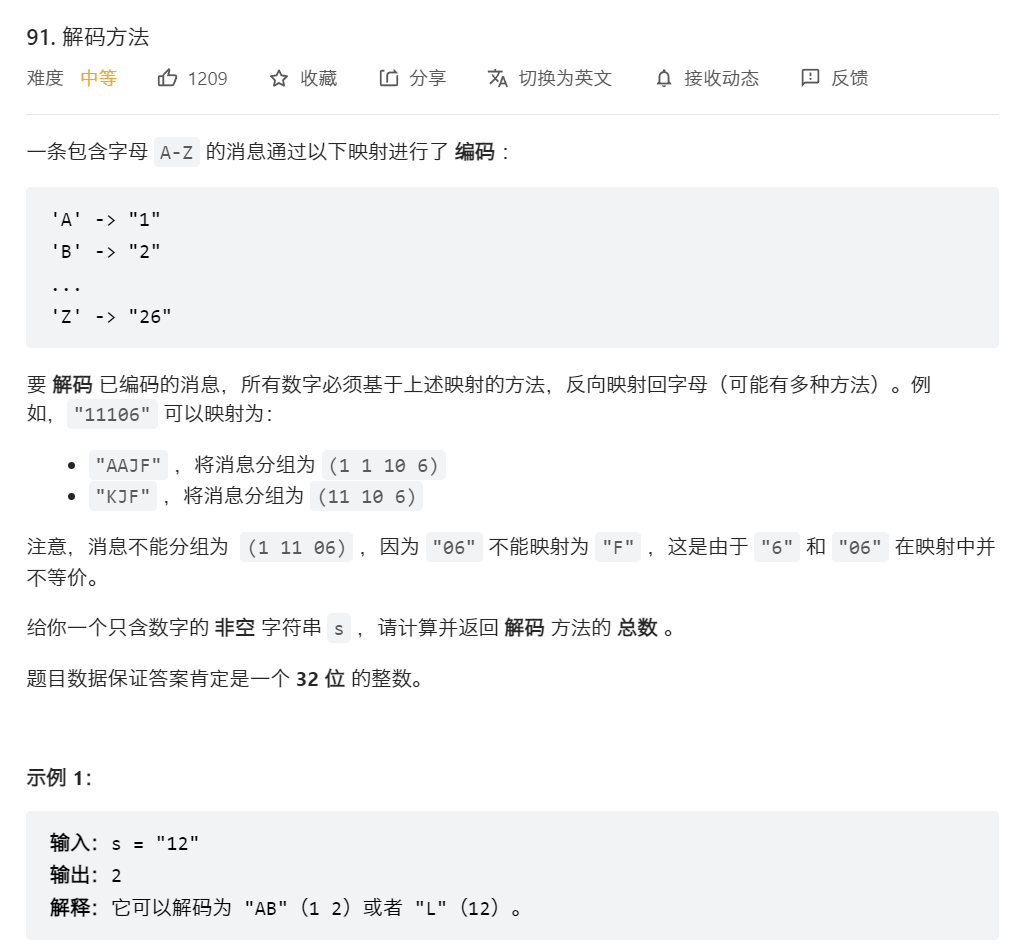 91. 解码方法
难度 中等 1209 收藏 分享 切换为英文 接收动态 反馈
一条包含字母 A-Z 的消息通过以下映射进行了 编码 ：
'A' -> "1"
'B' -> "2"
...
'Z' -> "26"
要 解码 已编码的消息，所有数字必须基于上述映射的方法，反向映射回字母（可能有多种方法）。例
如，"11106" 可以映射为：
"AAJF" ，将消息分组为 (1 1 10 6)
"KJF" ，将消息分组为 (11 10 6)
注意，消息不能分组为 (1 11 06) ，因为 "06" 不能映射为 "F" ，这是由于 "6" 和 "06" 在映射中并
不等价。
给你一个只含数字的 非空 字符串 s ，请计算并返回 解码 方法的 总数 。
题目数据保证答案肯定是一个 32 位 的整数。
示例 1：
输入：s = "12"
输出：2
解释：它可以解码为 "AB"（1 2）或者 "L"（12）。